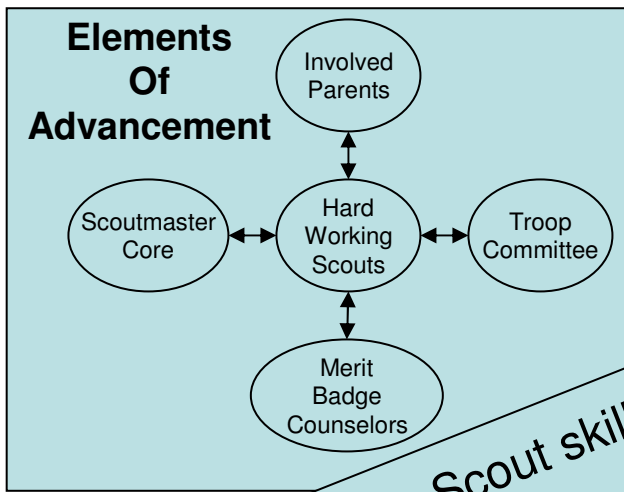 Elements
Of
Advancement
Involved
Parents
Scoutmaster
Core
Hard
Working
Scouts
Troop
Committee
Merit
Badge
Counselors
Scout